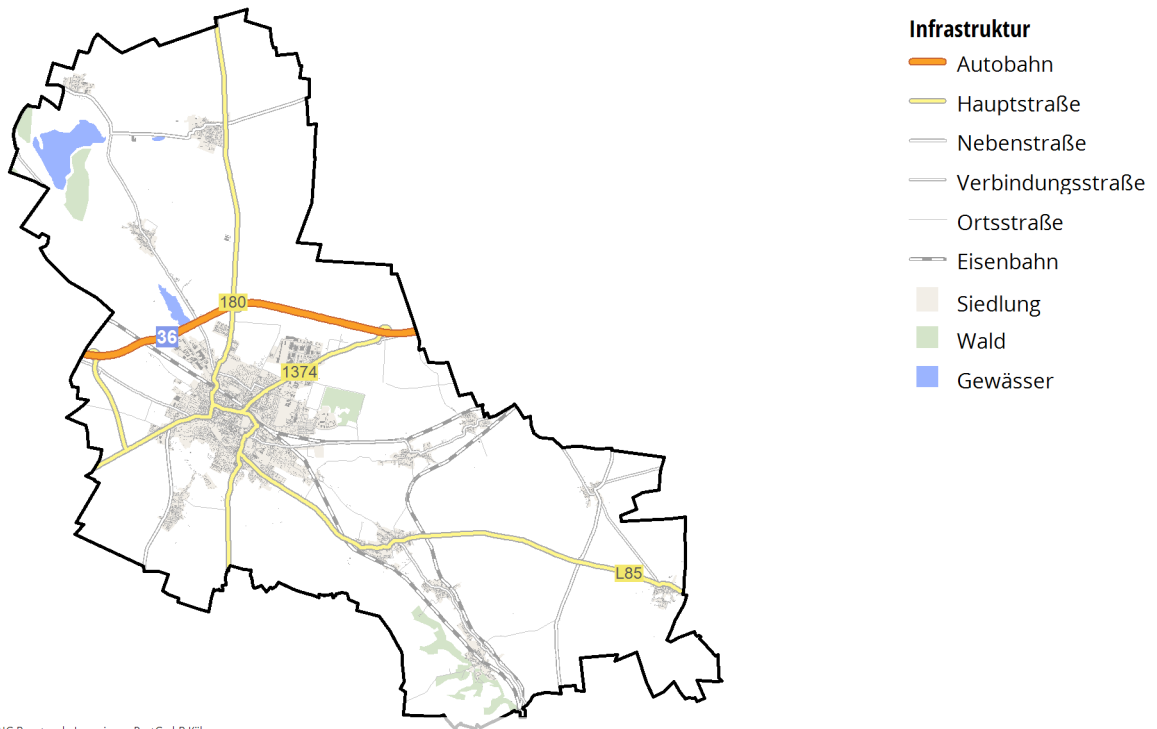 Infrastruktur
Autobahn
Hauptstraße
Nebenstraße
Verbindungsstraße
Ortsstraße
Eisenbahn
Siedlung
Wald
Gewässer
180
36
1374
L85